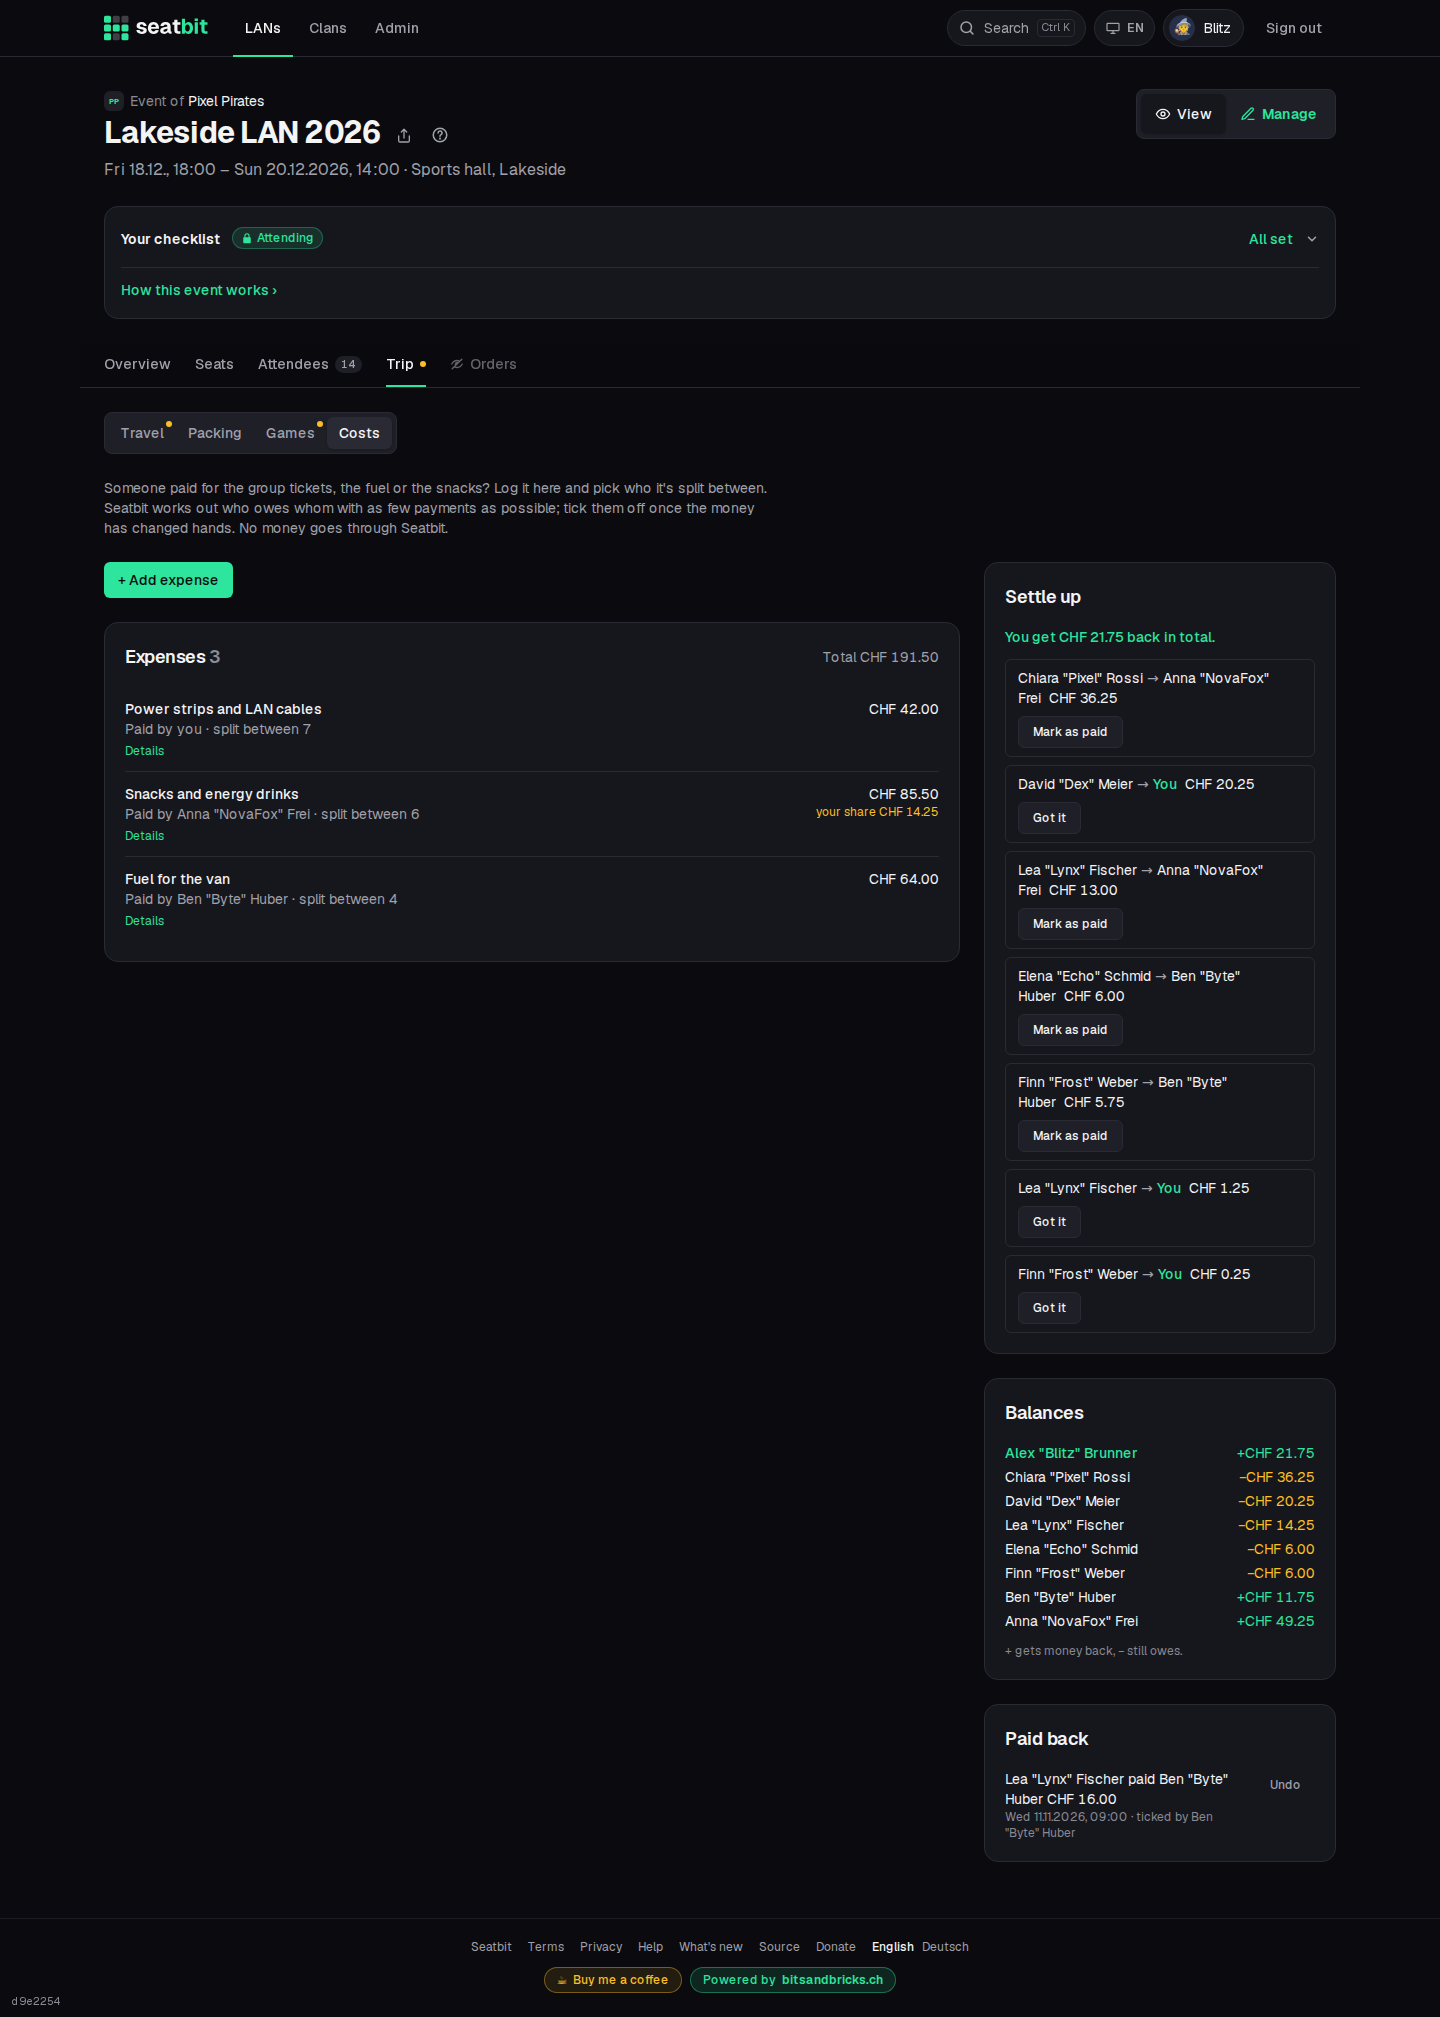 seatbit
LANs
Clans
Admin
Search Ctrl K
EN
Blitz
Sign out
PP Event of Pixel Pirates
Lakeside LAN 2026
View
Manage
Fri 18.12., 18:00 – Sun 20.12.2026, 14:00 · Sports hall, Lakeside
Your checklist
Attending
All set
How this event works ›
Overview
Seats
Attendees 14
Trip
Orders
Travel
Packing
Games
Costs
Someone paid for the group tickets, the fuel or the snacks? Log it here and pick who it's split between.
Seatbit works out who owes whom with as few payments as possible; tick them off once the money
has changed hands. No money goes through Seatbit.
+ Add expense
Expenses 3
Total CHF 191.50
Power strips and LAN cables
CHF 42.00
Paid by you · split between 7
Details
Snacks and energy drinks
CHF 85.50
Paid by Anna "NovaFox" Frei · split between 6
your share CHF 14.25
Details
Fuel for the van
CHF 64.00
Paid by Ben "Byte" Huber · split between 4
Details
Settle up
You get CHF 21.75 back in total.
Chiara "Pixel" Rossi → Anna "NovaFox"
Frei CHF 36.25
Mark as paid
David "Dex" Meier → You CHF 20.25
Got it
Lea "Lynx" Fischer → Anna "NovaFox"
Frei CHF 13.00
Mark as paid
Elena "Echo" Schmid → Ben "Byte"
Huber CHF 6.00
Mark as paid
Finn "Frost" Weber → Ben "Byte"
Huber CHF 5.75
Mark as paid
Lea "Lynx" Fischer → You CHF 1.25
Got it
Finn "Frost" Weber → You CHF 0.25
Got it
Balances
Alex "Blitz" Brunner +CHF 21.75
Chiara "Pixel" Rossi −CHF 36.25
David "Dex" Meier −CHF 20.25
Lea "Lynx" Fischer −CHF 14.25
Elena "Echo" Schmid −CHF 6.00
Finn "Frost" Weber −CHF 6.00
Ben "Byte" Huber +CHF 11.75
Anna "NovaFox" Frei +CHF 49.25
+ gets money back, − still owes.
Paid back
Lea "Lynx" Fischer paid Ben "Byte"
Huber CHF 16.00
Undo
Wed 11.11.2026, 09:00 · ticked by Ben
"Byte" Huber
Seatbit
Terms
Privacy
Help
What's new
Source
Donate
English
Deutsch
Buy me a coffee
Powered by bitsandbricks.ch
d9e2254